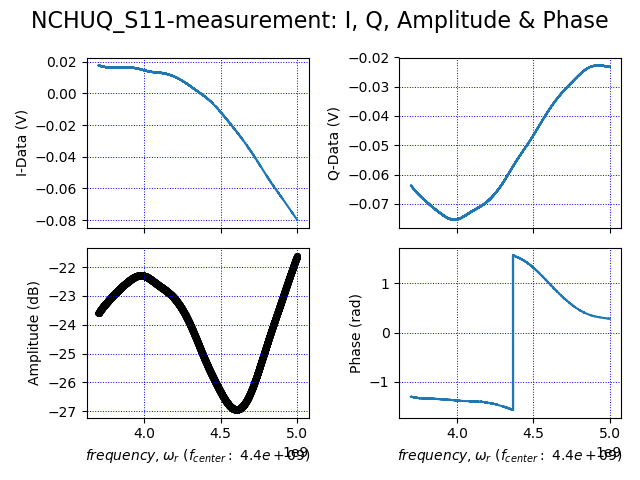 NCHUQ_S11-measurement: I, Q, Amplitude & Phase
I-Data (V)
0.02
0.00
−0.02
−0.04
−0.06
−0.08
Q-Data (V)
−0.02
−0.03
−0.04
−0.05
−0.06
−0.07
Amplitude (dB)
−22
−23
−24
−25
−26
−27
4.0 4.5 5.0
1e9
frequency, ωr (fcenter: 4.4e+09)
Phase (rad)
1
0
−1
4.0 4.5 5.0
1e9
frequency, ωr (fcenter: 4.4e+09)